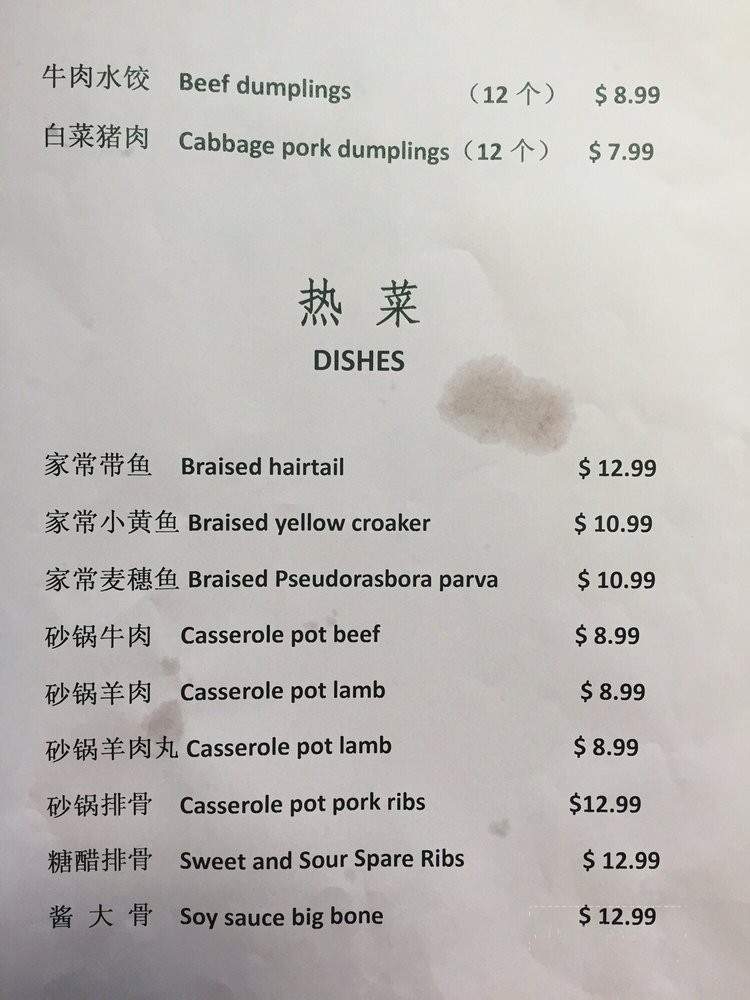 牛肉水饺 Beef dumplings （12 个） $ 8.99
白菜猪肉 Cabbage pork dumplings（12 个） $ 7.99
热 菜
DISHES
家常带鱼 Braised hairtail $ 12.99
家常小黄鱼 Braised yellow croaker $ 10.99
家常麦穗鱼 Braised Pseudorasbora parva $ 10.99
砂锅牛肉 Casserole pot beef $ 8.99
砂锅羊肉 Casserole pot lamb $ 8.99
砂锅羊肉丸 Casserole pot lamb $ 8.99
砂锅排骨 Casserole pot pork ribs $12.99
糖醋排骨 Sweet and Sour Spare Ribs $ 12.99
酱 大 骨 Soy sauce big bone $ 12.99